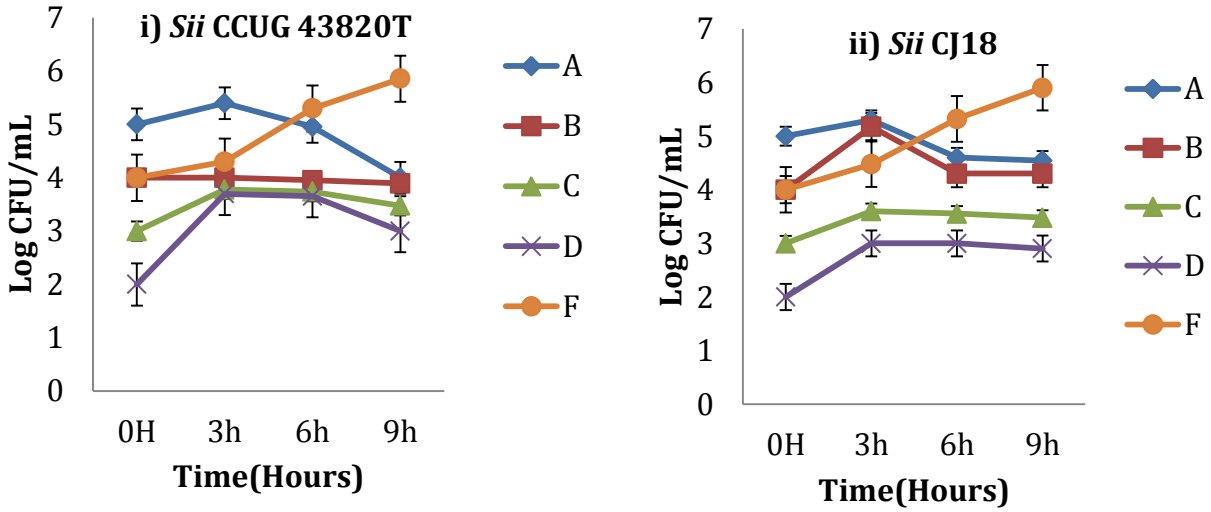 i) Sii CCUG 43820T
Log CFU/mL
7
6
5
4
3
2
1
0
0H 3h 6h 9h
Time(Hours)
A
B
C
D
F
ii) Sii CJ18
Log CFU/mL
7
6
5
4
3
2
1
0
0H 3h 6h 9h
Time(Hours)
A
B
C
D
F